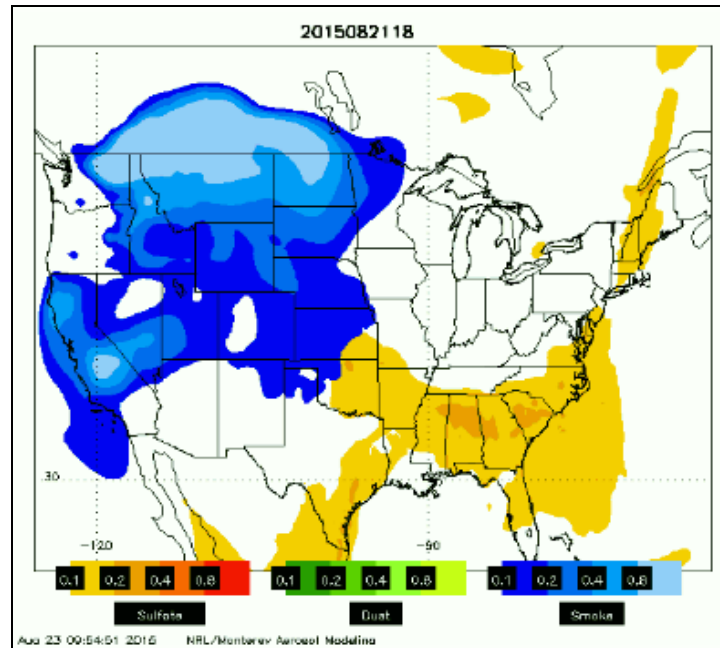 2015082118
30
-120 -90
0.1 0.2 0.4 0.8 0.1 0.2 0.4 0.8 0.1 0.2 0.4 0.8
Sulfate Dust Smoke
Aug 23 09:54:51 2015 NRL/Monterey Aerosol Modeling